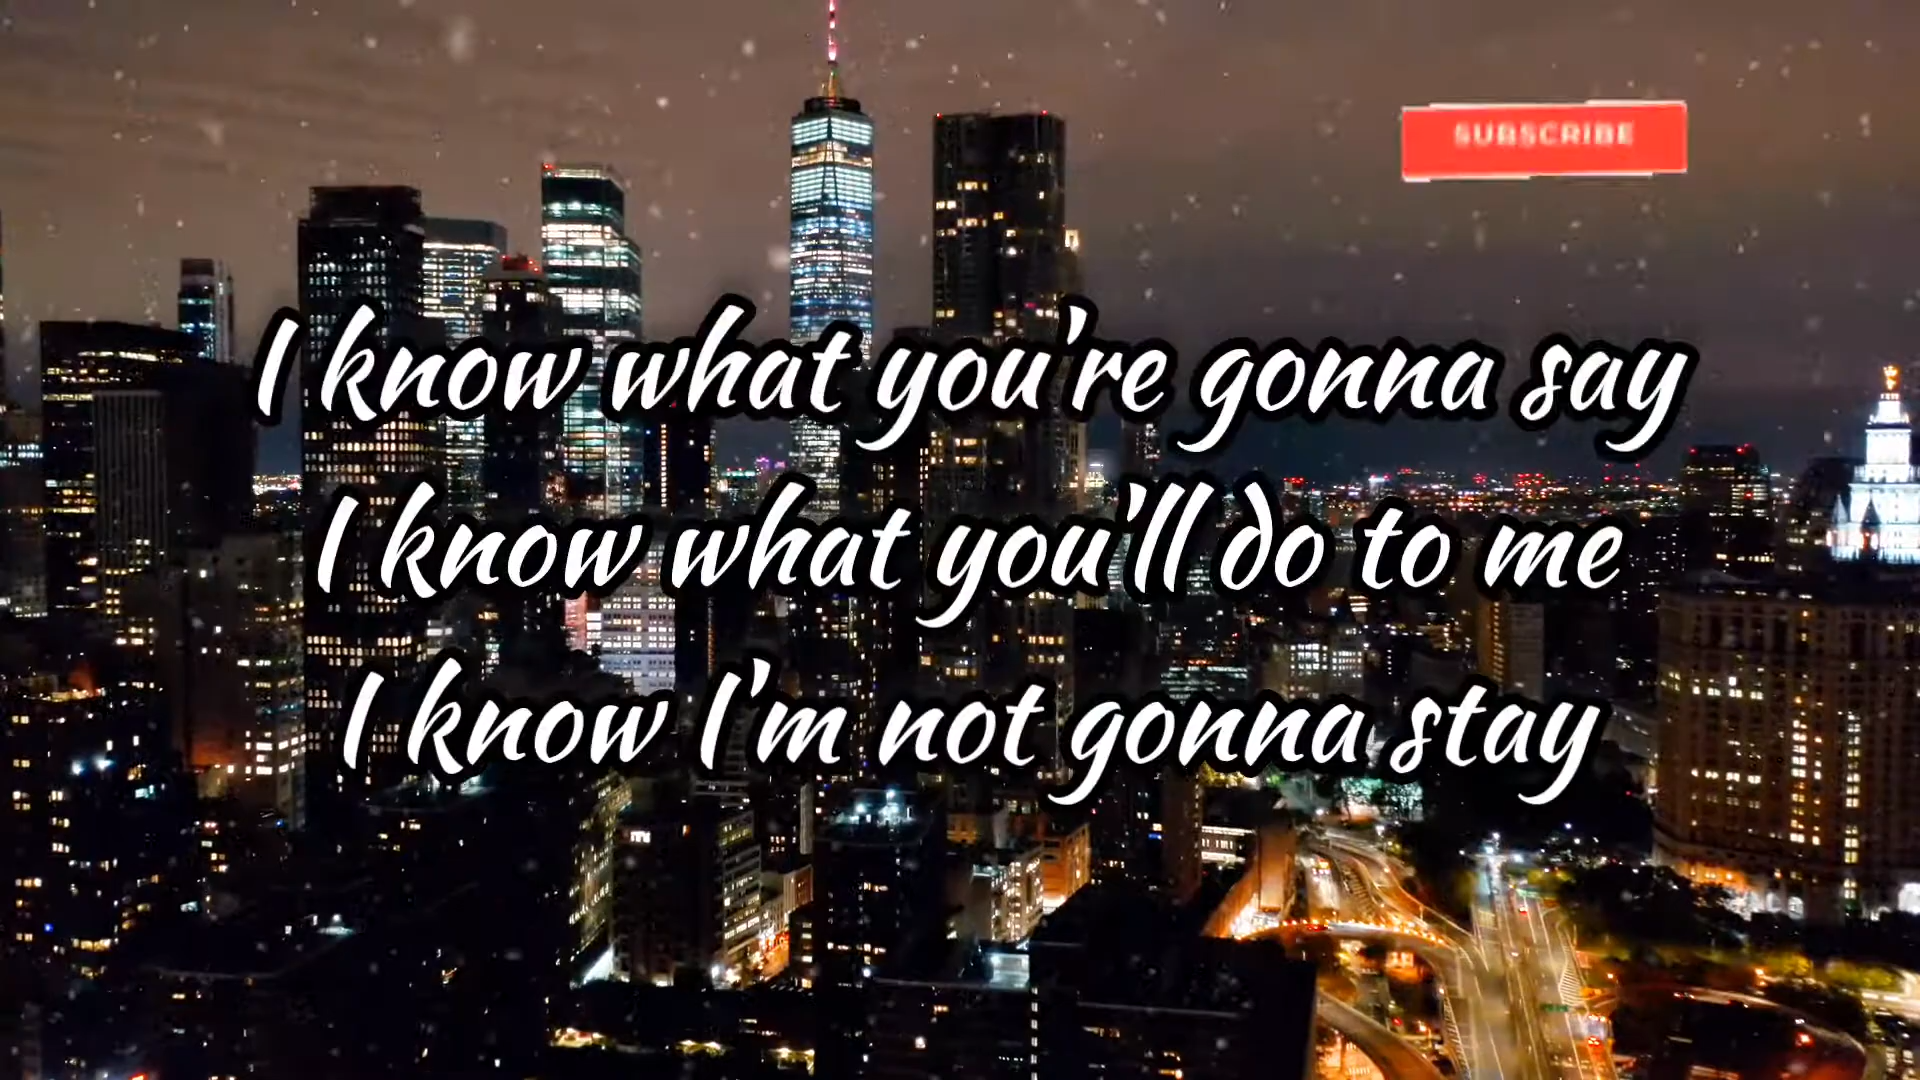 SUBSCRIBE
I know what you're gonna say
I know what you'll do to me
I know I'm not gonna stay